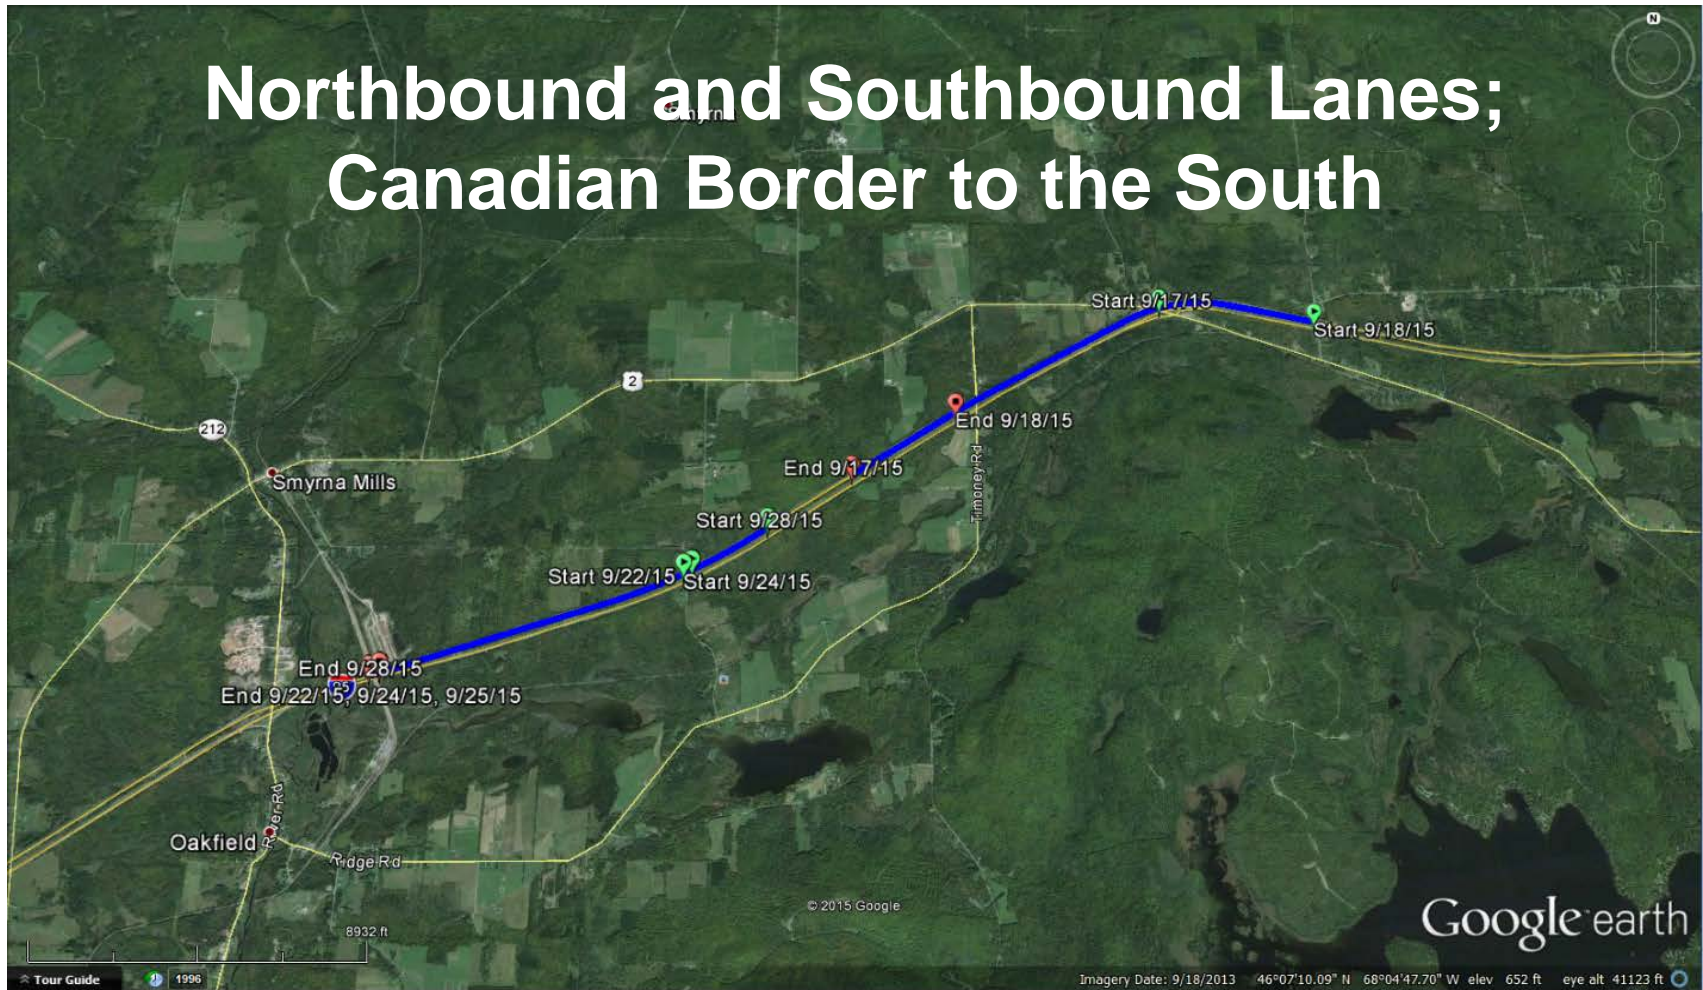 N
Northbound and Southbound Lanes;
Smyrna
Canadian Border to the South
Start 9/17/15
Start 9/18/15
2
End 9/18/15
212
End 9/17/15
Smyrna Mills
Timoney Rd
Start 9/28/15
Start 9/22/15
Start 9/24/15
End 9/28/15
95
End 9/22/15, 9/24/15, 9/25/15
River Rd
Oakfield
Ridge Rd
© 2015 Google
Google earth
8932 ft
Tour Guide
1996
Imagery Date: 9/18/2013 46°07'10.09" N 68°04'47.70" W elev 652 ft eye alt 41123 ft